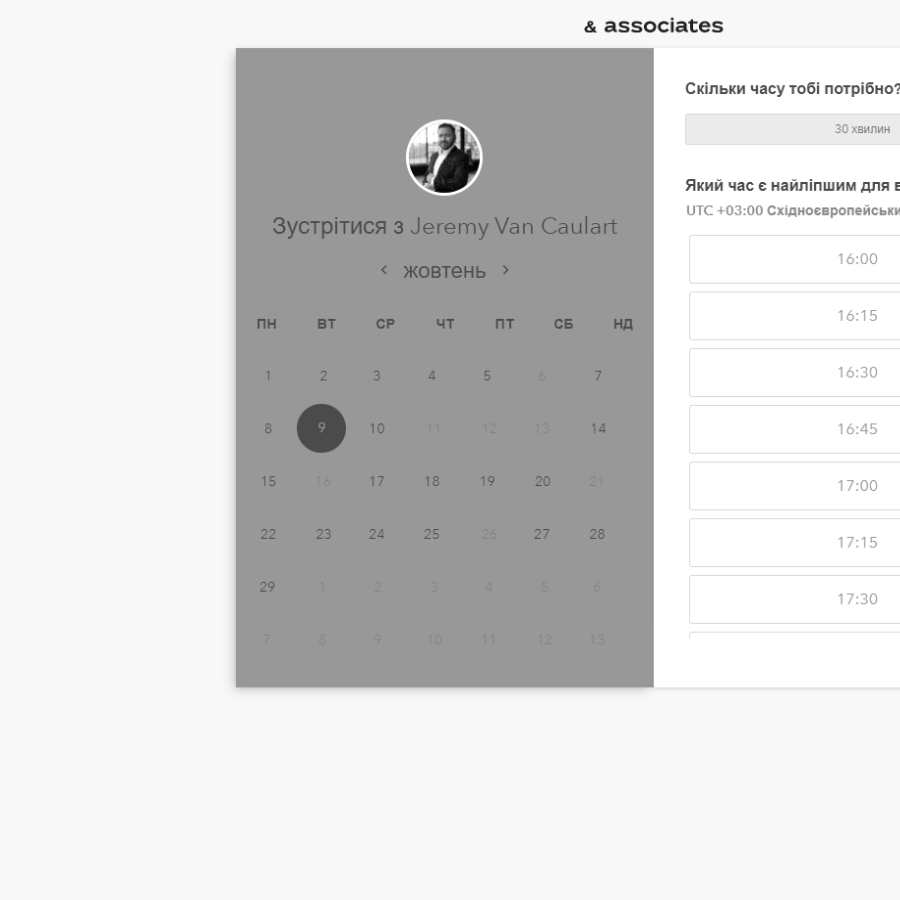 & associates
Зустрітися з Jeremy Van Caulart
жовтень
ПН ВТ СР ЧТ ПТ СБ НД
1 2 3 4 5 6 7
8 9 10 11 12 13 14
15 16 17 18 19 20 21
22 23 24 25 26 27 28
29 1 2 3 4 5 6
7 8 9 10 11 12 13
Скільки часу тобі потрібно?
30 хвилин
Який час є найліпшим для в
UTC +03:00 Східноєвропейськи
16:00
16:15
16:30
16:45
17:00
17:15
17:30